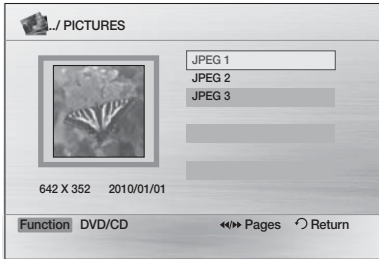 ../ PICTURES
JPEG 1
JPEG 2
JPEG 3
642 X 352 2010/01/01
Function DVD/CD ◄◄/►► Pages Return